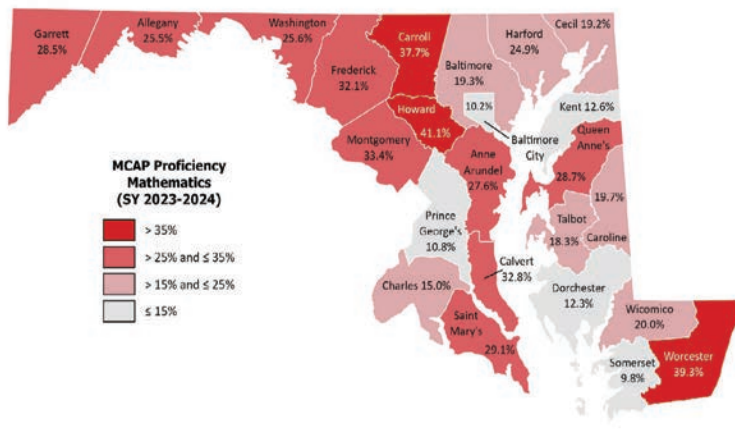 Garrett
28.5%
Allegany
25.5%
Washington
25.6%
Frederick
32.1%
Carroll
37.7%
Baltimore
19.3%
Harford
24.9%
Cecil 19.2%
Howard
41.1%
10.2%
Baltimore
City
Kent 12.6%
Montgomery
33.4%
Anne
Arundel
27.6%
Queen
Anne's
28.7%
19.7%
Caroline
Talbot
18.3%
Prince
George's
10.8%
Calvert
32.8%
Charles 15.0%
Saint
Mary's
29.1%
Dorchester
12.3%
Wicomico
20.0%
Somerset
9.8%
Worcester
39.3%
MCAP Proficiency
Mathematics
(SY 2023-2024)
> 35%
> 25% and ≤ 35%
> 15% and ≤ 25%
≤ 15%